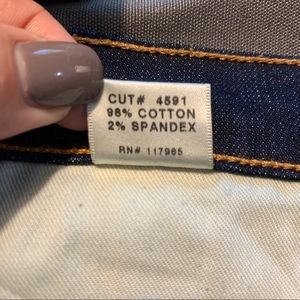 CUT# 4591
98% COTTON
2% SPANDEX
RN# 117965